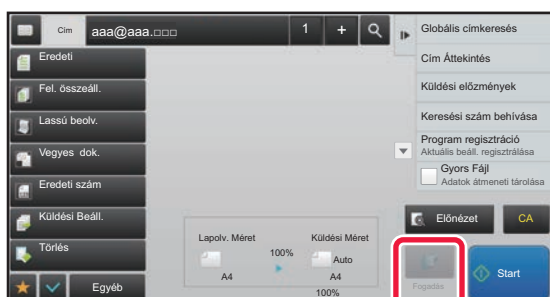 Cím
aaa@aaa.□□□
1
+
Eredeti
Fel. összeáll.
Lassú beolv.
Vegyes dok.
Eredeti szám
Küldési Beáll.
Törlés
Egyéb
Lapolv. Méret
100%
Küldési Méret
Auto
A4
A4
100%
Globális címkeresés
Cím Áttekintés
Küldési előzmények
Keresési szám behívása
Program regisztráció
Aktuális beáll. regisztrálása
Gyors Fájl
Adatok átmeneti tárolása
Előnézet
CA
Fogadás
Start